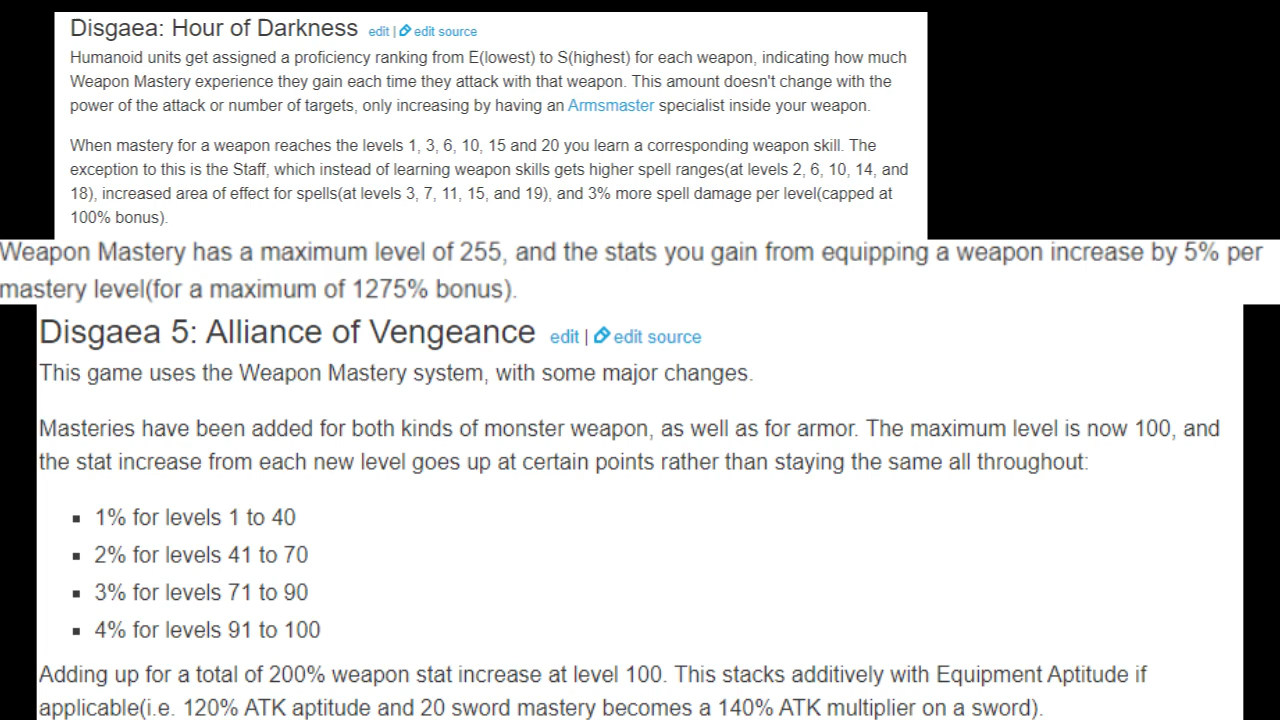 Disgaea: Hour of Darkness edit | edit source
Humanoid units get assigned a proficiency ranking from E(lowest) to S(highest) for each weapon, indicating how much
Weapon Mastery experience they gain each time they attack with that weapon. This amount doesn't change with the
power of the attack or number of targets, only increasing by having an Armsmaster specialist inside your weapon.
When mastery for a weapon reaches the levels 1, 3, 6, 10, 15 and 20 you learn a corresponding weapon skill. The
exception to this is the Staff, which instead of learning weapon skills gets higher spell ranges(at levels 2, 6, 10, 14, and
18), increased area of effect for spells(at levels 3, 7, 11, 15, and 19), and 3% more spell damage per level(capped at
100% bonus).
Weapon Mastery has a maximum level of 255, and the stats you gain from equipping a weapon increase by 5% per
mastery level(for a maximum of 1275% bonus).
Disgaea 5: Alliance of Vengeance edit | edit source
This game uses the Weapon Mastery system, with some major changes.
Masteries have been added for both kinds of monster weapon, as well as for armor. The maximum level is now 100, and
the stat increase from each new level goes up at certain points rather than staying the same all throughout:
▪ 1% for levels 1 to 40
▪ 2% for levels 41 to 70
▪ 3% for levels 71 to 90
▪ 4% for levels 91 to 100
Adding up for a total of 200% weapon stat increase at level 100. This stacks additively with Equipment Aptitude if
applicable(i.e. 120% ATK aptitude and 20 sword mastery becomes a 140% ATK multiplier on a sword).